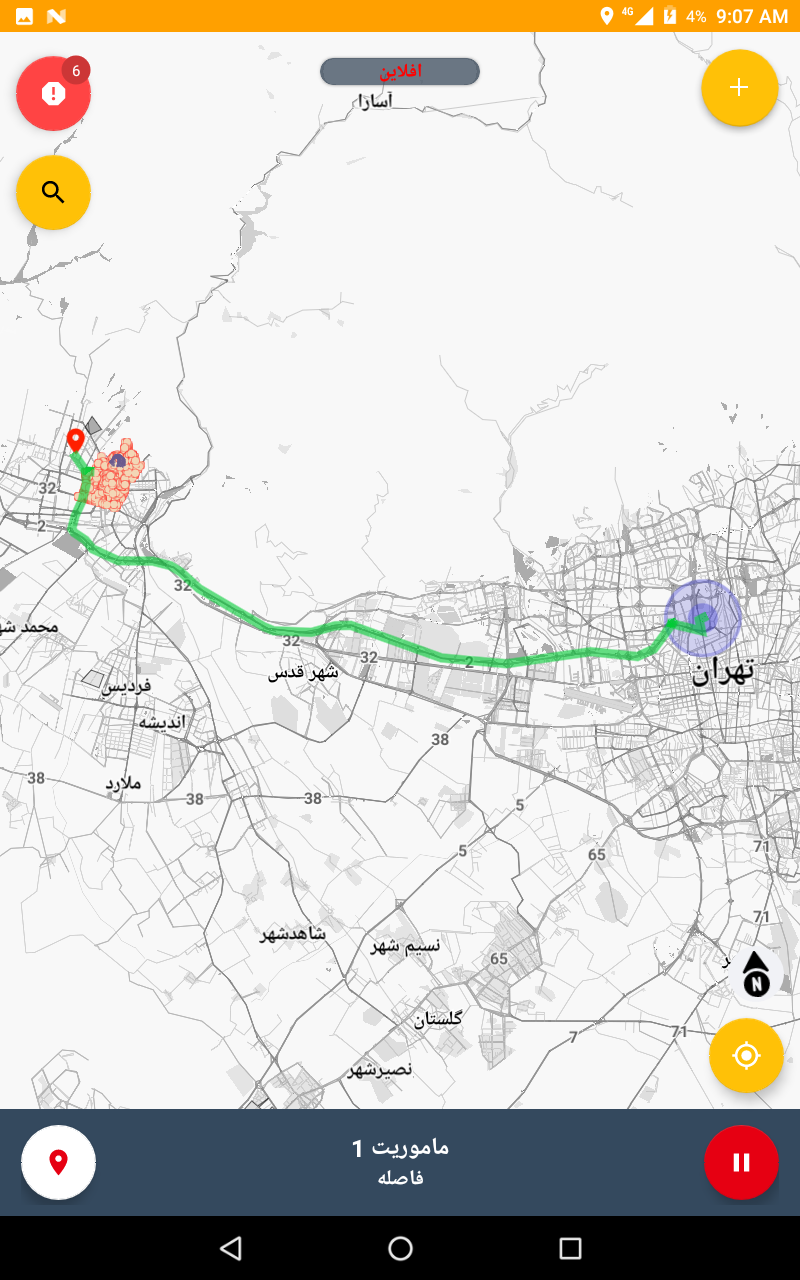 4G 4% 9:07 AM
6
افلاین
آسارا
32
2
32
32
32
2
شهر قدس
تهران
محمد
فردیس
اندیشه
ملارد
38
38
38
38
5
5
65
71
71
شاهدشهر
نسیم شهر
65
N
گلستان
7
71
نصیرشهر
ماموریت 1
فاصله